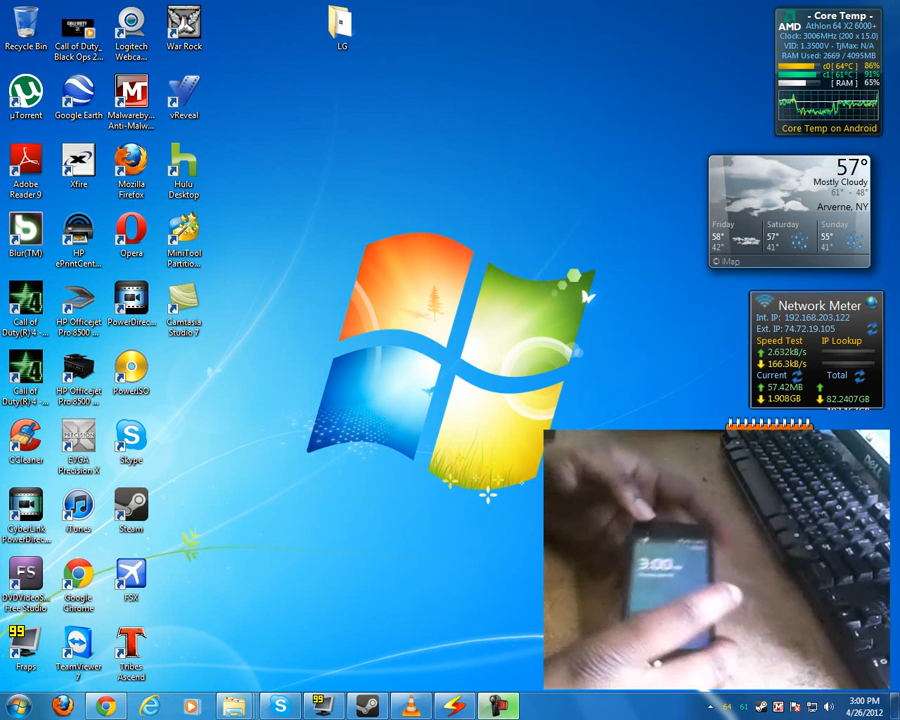 Recycle Bin
Call of Duty_
Black Ops 2...
Logitech
Webca...
War Rock
LG
µTorrent
Google Earth
Malwareby...
Anti-Malw...
vReveal
Adobe
Reader 9
Xfire
Mozilla
Firefox
Hulu
Desktop
Blur(TM)
HP
ePrintCent...
Opera
MiniTool
Partitio...
Call of
Duty(R) 4 -...
HP Officejet
Pro 8500 ...
PowerDirec...
Camtasia
Studio 7
Call of
Duty(R) 4 -...
HP Officejet
Pro 8500 ...
PowerISO
CCleaner
EVGA
Precision X
Skype
CyberLink
PowerDirec...
iTunes
Steam
DVDVideoS...
Free Studio
Google
Chrome
FSX
99
Fraps
TeamViewer
7
Tribes
Ascend
AMD
- Core Temp -
Athlon 64 X2 6000+
Clock: 3006MHz (200 x 15.0)
VID: 1.3500V - TjMax: N/A
RAM Used: 2669 / 4095MB
c0 [ 64°C ] 86%
c1 [ 61°C ] 91%
[ RAM ] 65%
Core Temp on Android
57°
Mostly Cloudy
61° - 48°
Arverne, NY
Friday
58°
42°
Saturday
57°
41°
Sunday
55°
41°
© iMap
Network Meter
Int. IP: 192.168.203.122
Ext. IP: 74.72.19.105
Speed Test
IP Lookup
2.632kB/s
166.3kB/s
Current
Total
57.42MB
1.908GB
82.2407GB
DELL
3:00
99
64
61
3:00 PM
4/26/2012